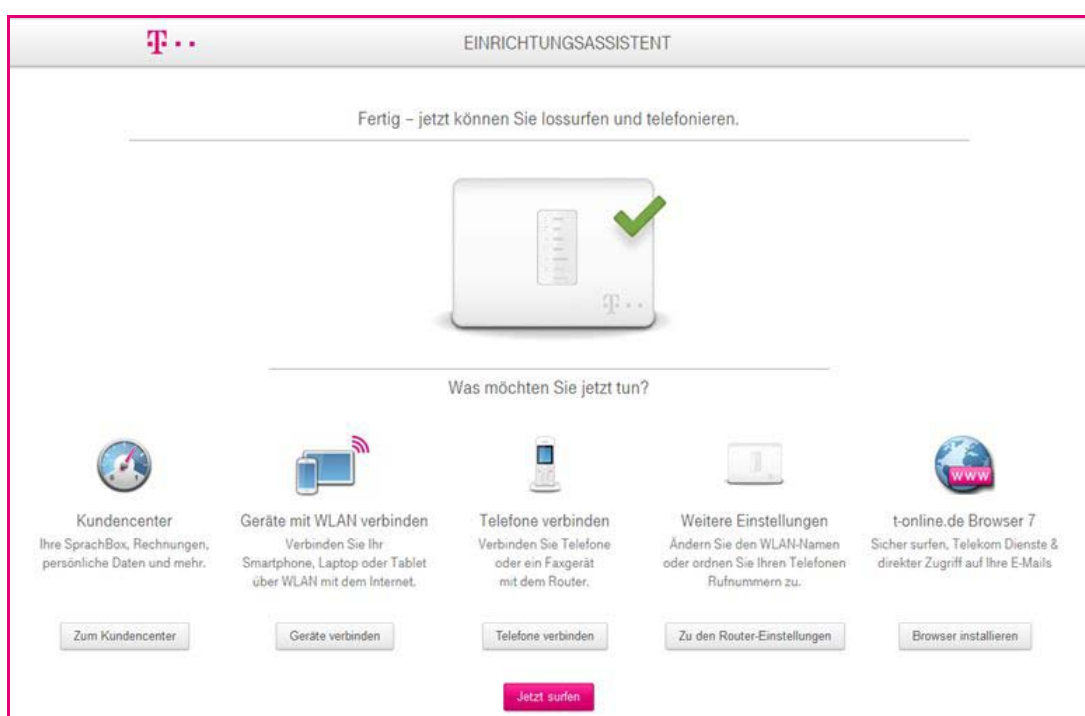 T
EINRICHTUNGSASSISTENT
Fertig – jetzt können Sie lossurfen und telefonieren.
T
Was möchten Sie jetzt tun?
WWW
Kundencenter
Ihre SprachBox, Rechnungen,
persönliche Daten und mehr.
Zum Kundencenter
Geräte mit WLAN verbinden
Verbinden Sie Ihr
Smartphone, Laptop oder Tablet
über WLAN mit dem Internet.
Geräte verbinden
Telefone verbinden
Verbinden Sie Telefone
oder ein Faxgerät
mit dem Router.
Telefone verbinden
Weitere Einstellungen
Ändern Sie den WLAN-Namen
oder ordnen Sie Ihren Telefonen
Rufnummern zu.
Zu den Router-Einstellungen
t-online.de Browser 7
Sicher surfen, Telekom Dienste &
direkter Zugriff auf Ihre E-Mails
Browser installieren
Jetzt surfen